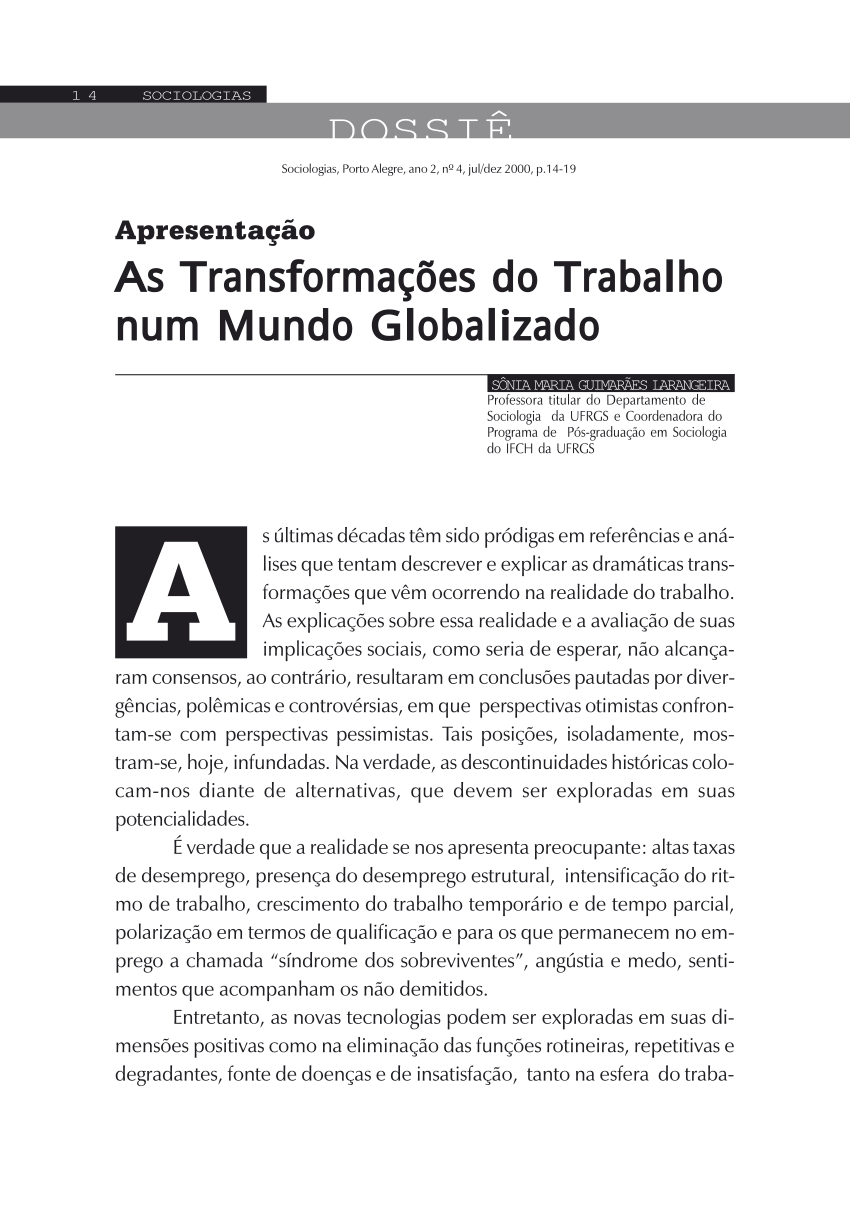 14 SOCIOLOGIAS
DOSSIÊ
Sociologias, Porto Alegre, ano 2, nº 4, jul/dez 2000, p.14-19
Apresentação
As Transformações do Trabalho
num Mundo Globalizado
SÔNIA MARIA GUIMARÃES LARANGEIRA
Professora titular do Departamento de
Sociologia da UFRGS e Coordenadora do
Programa de Pós-graduação em Sociologia
do IFCH da UFRGS
As últimas décadas têm sido pródigas em referências e aná-
lises que tentam descrever e explicar as dramáticas trans-
formações que vêm ocorrendo na realidade do trabalho.
As explicações sobre essa realidade e a avaliação de suas
implicações sociais, como seria de esperar, não alcança-
ram consensos, ao contrário, resultaram em conclusões pautadas por diver-
gências, polêmicas e controvérsias, em que perspectivas otimistas confron-
tam-se com perspectivas pessimistas. Tais posições, isoladamente, mos-
tram-se, hoje, infundadas. Na verdade, as descontinuidades históricas colo-
cam-nos diante de alternativas, que devem ser exploradas em suas
potencialidades.
É verdade que a realidade se nos apresenta preocupante: altas taxas
de desemprego, presença do desemprego estrutural, intensificação do rit-
mo de trabalho, crescimento do trabalho temporário e de tempo parcial,
polarização em termos de qualificação e para os que permanecem no em-
prego a chamada “síndrome dos sobreviventes”, angústia e medo, senti-
mentos que acompanham os não demitidos.
Entretanto, as novas tecnologias podem ser exploradas em suas di-
mensões positivas como na eliminação das funções rotineiras, repetitivas e
degradantes, fonte de doenças e de insatisfação, tanto na esfera do traba-